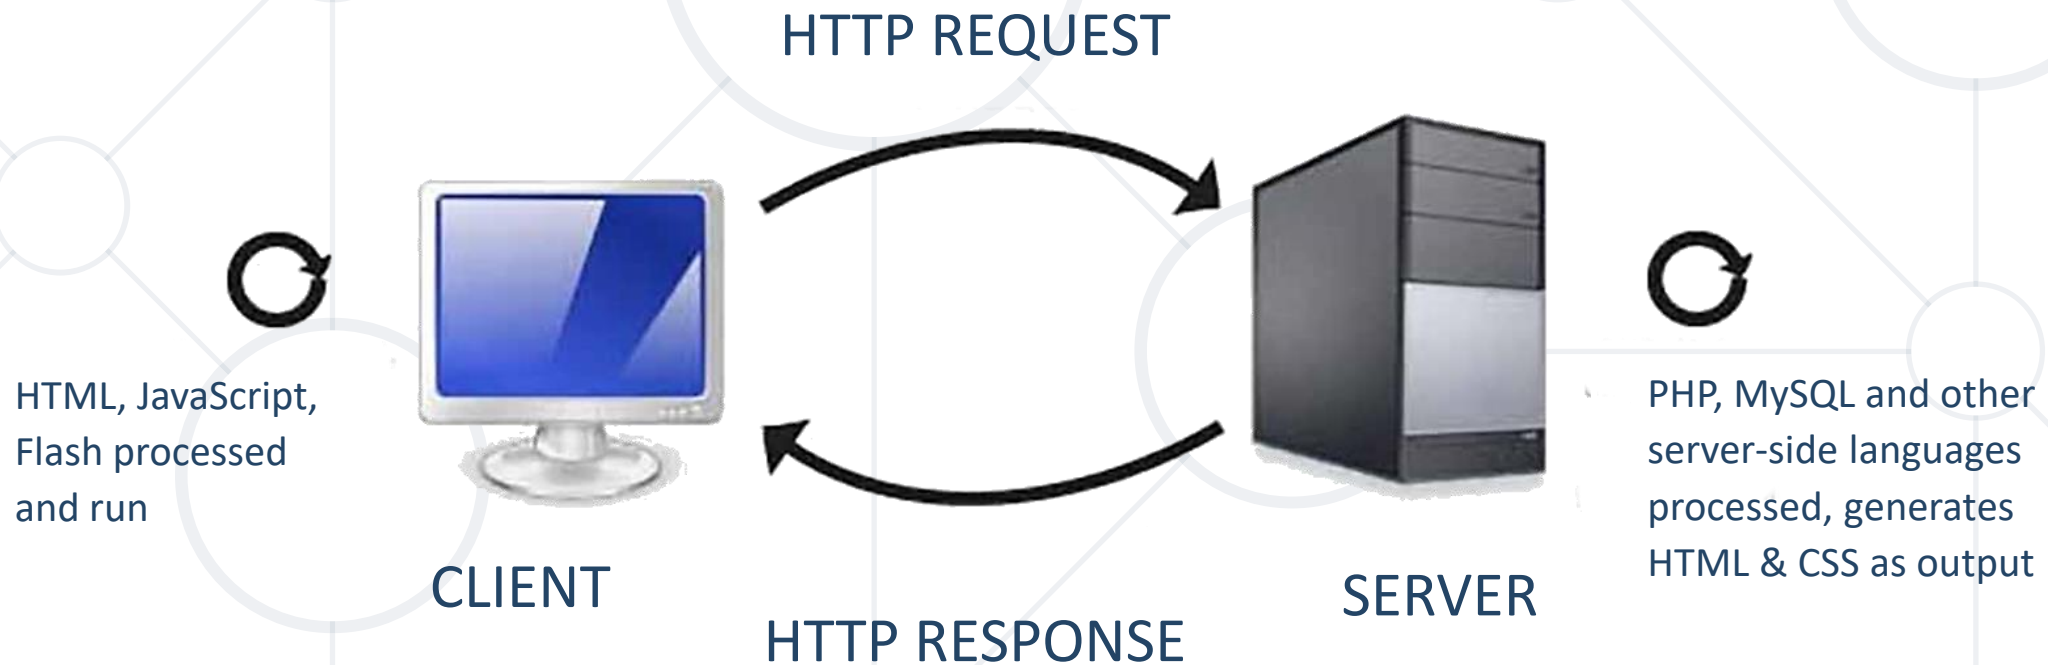 HTTP REQUEST
HTML, JavaScript,
Flash processed
and run
CLIENT
PHP, MySQL and other
server-side languages
processed, generates
HTML & CSS as output
SERVER
HTTP RESPONSE